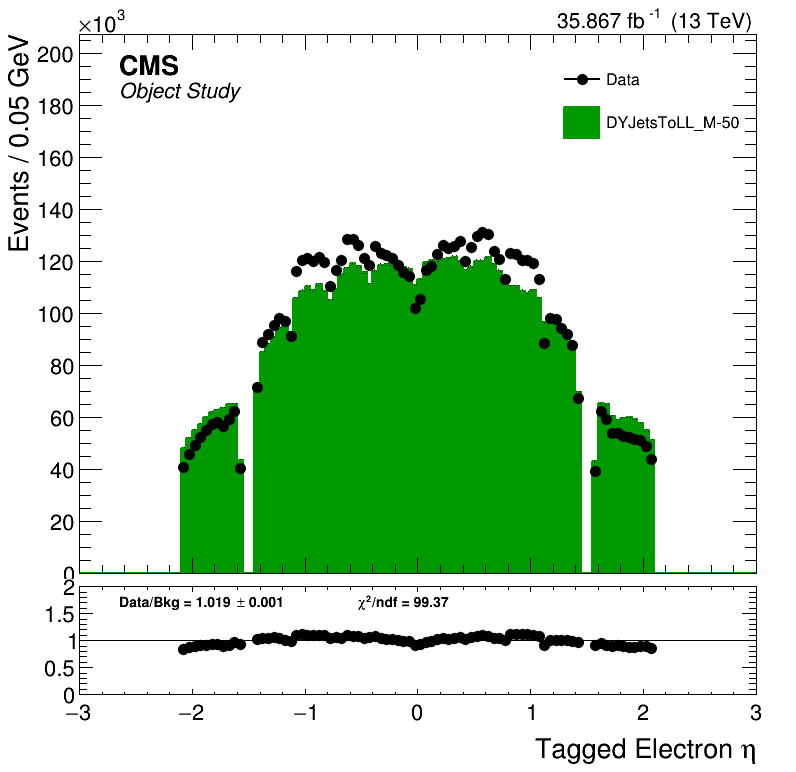 ×10³
35.867 fb⁻¹ (13 TeV)
Events / 0.05 GeV
200
180
160
140
120
100
80
60
40
20
0
CMS
Object Study
Data
DYJetsToLL_M-50
2
1.5
1
0.5
0
Data/Bkg = 1.019 ± 0.001
χ²/ndf = 99.37
−3
−2
−1
0
1
2
3
Tagged Electron η